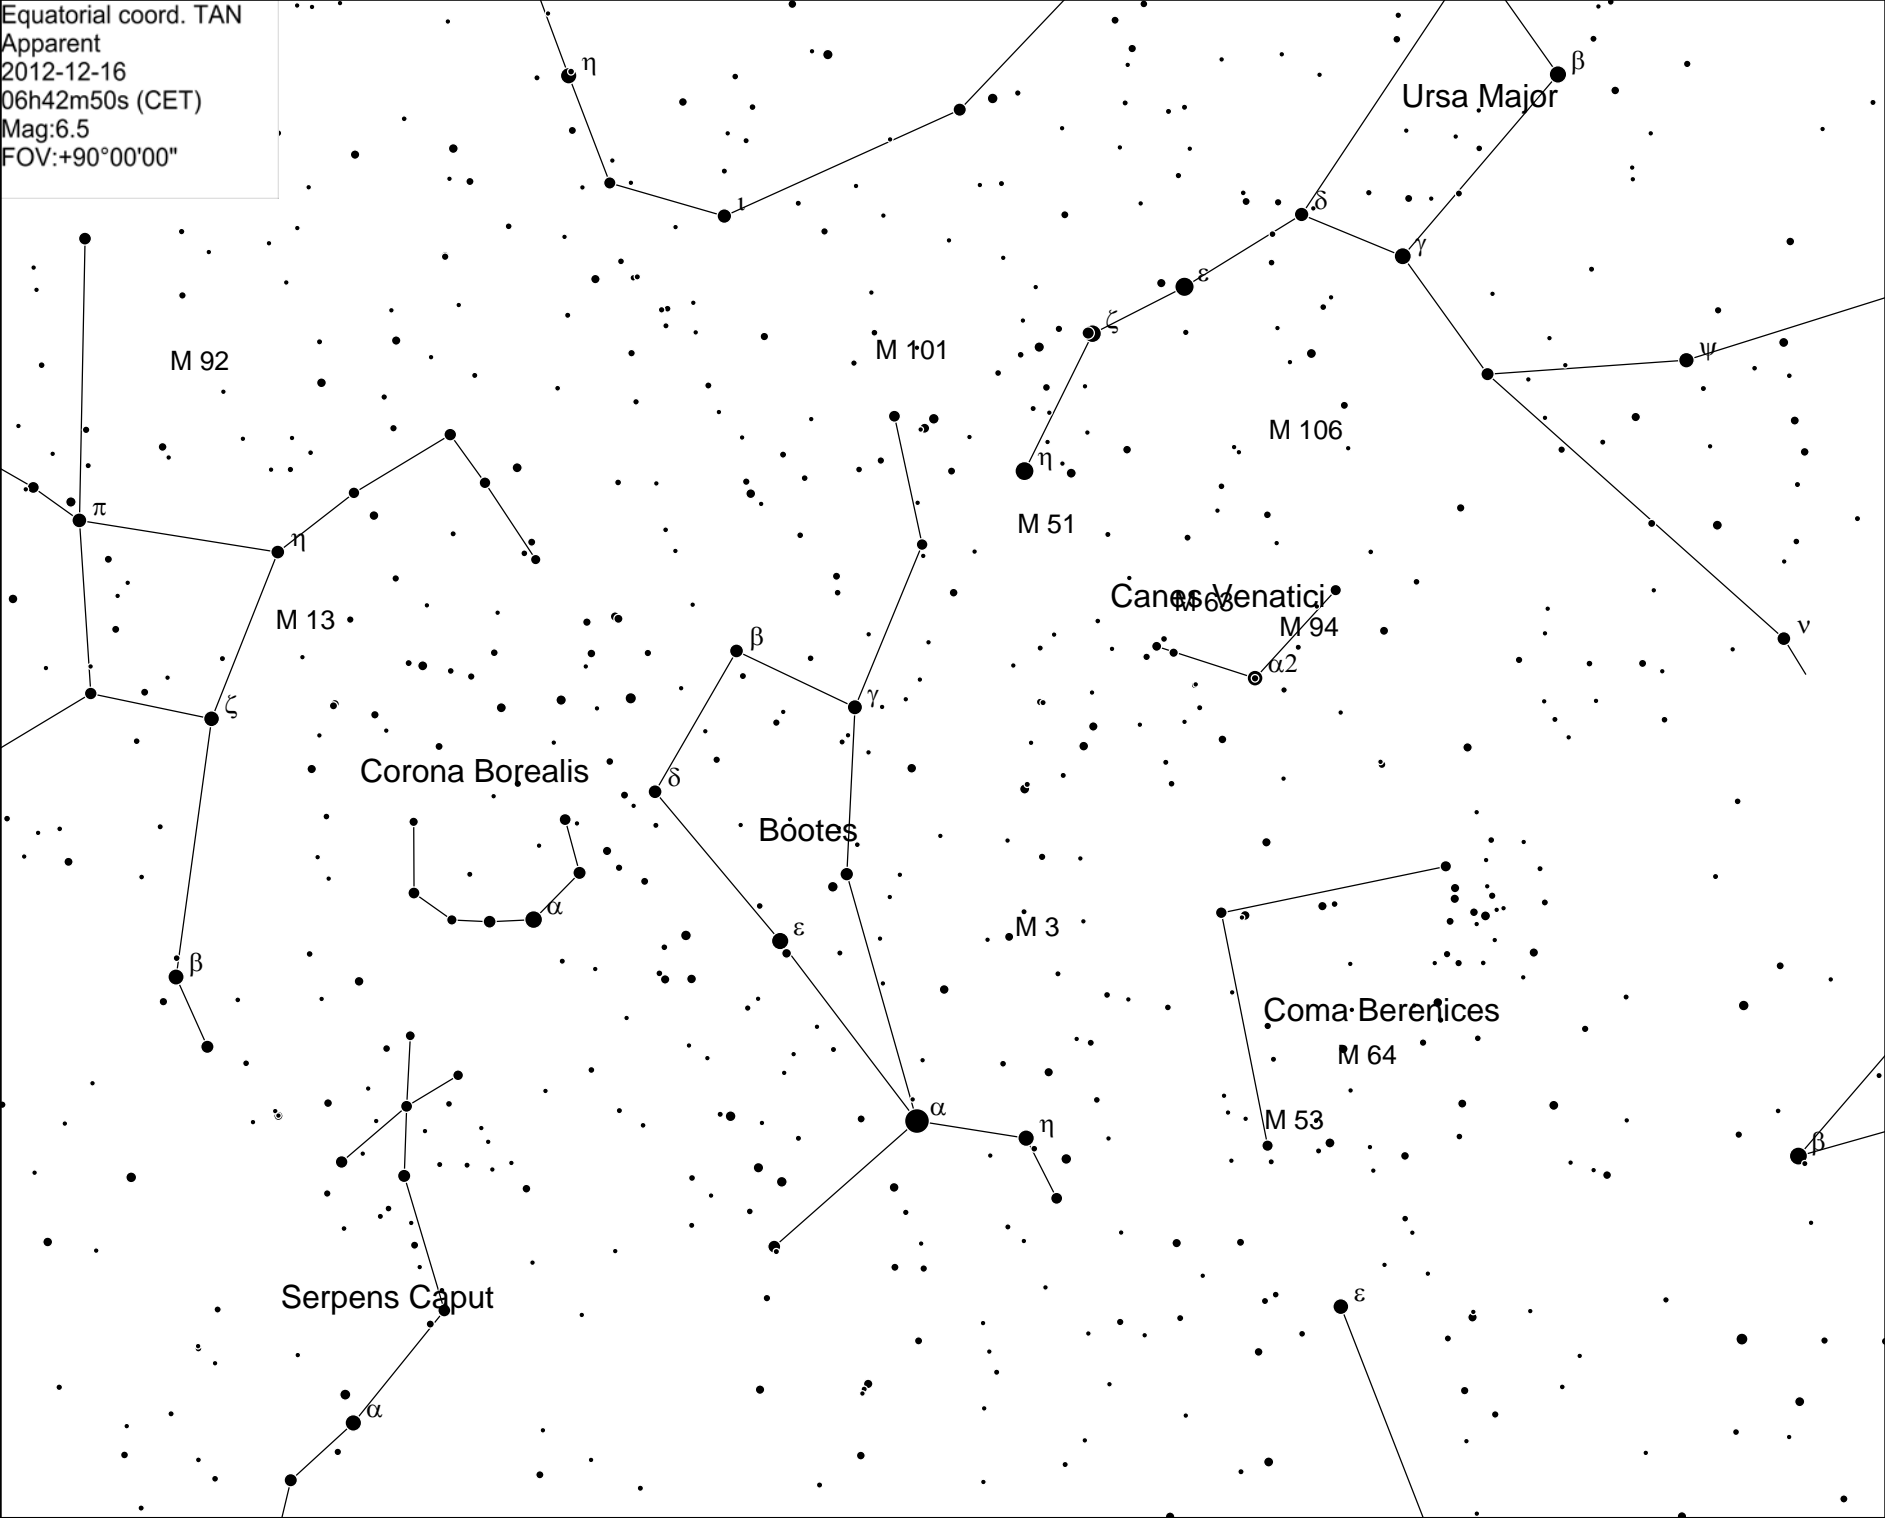 Equatorial coord. TAN
Apparent
2012-12-16
06h42m50s (CET)
Mag:6.5
FOV:+90°00'00"
η
β
Ursa Major
ι
δ
γ
ε
ζ
M 92
M 101
ψ
M 106
η
π
M 51
η
Canes Venatici
M 63
M 13
M 94
ν
β
α2
γ
ζ
Corona Borealis
δ
Bootes
α
ε
M 3
β
Coma Berenices
M 64
α
η
M 53
β
Serpens Caput
ε
α